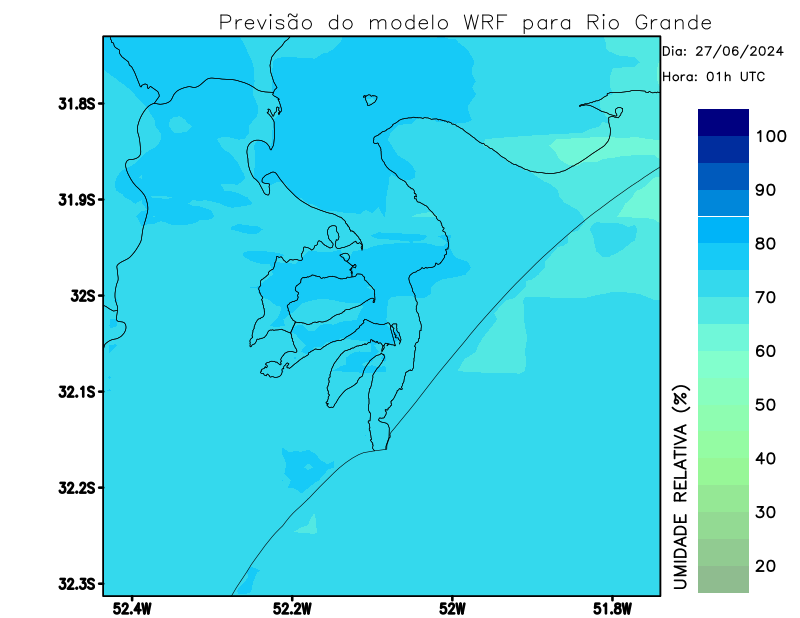 Previsão do modelo WRF para Rio Grande
Dia: 27/06/2024
Hora: 01h UTC
31.8S
31.9S
32S
32.1S
32.2S
32.3S
52.4W
52.2W
52W
51.8W
UMIDADE RELATIVA (%)
100
90
80
70
60
50
40
30
20